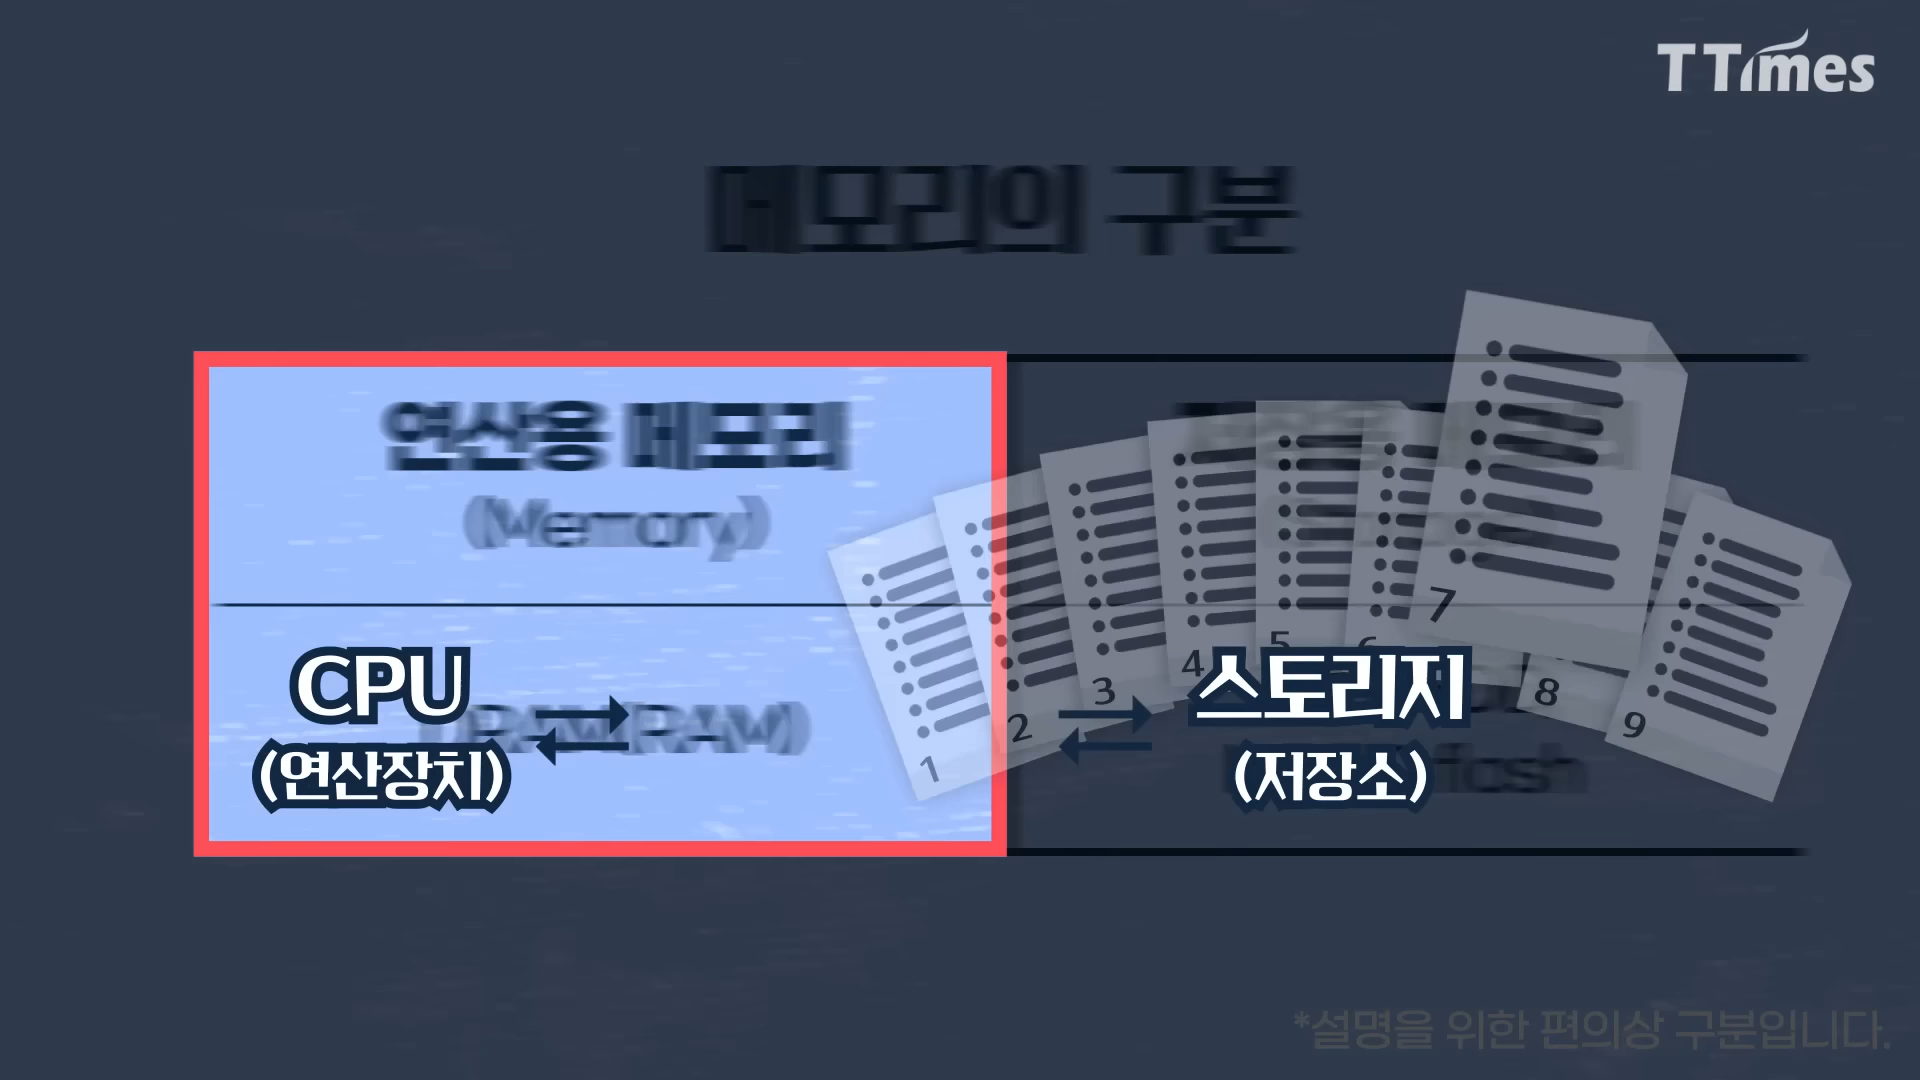 TTimes
메모리의 구분
연산용 메모리
(Memory)
CPU
(연산장치)
스토리지
(저장소)
1
2
3
4
5
6
7
8
9
*설명을 위한 편의상 구분입니다.